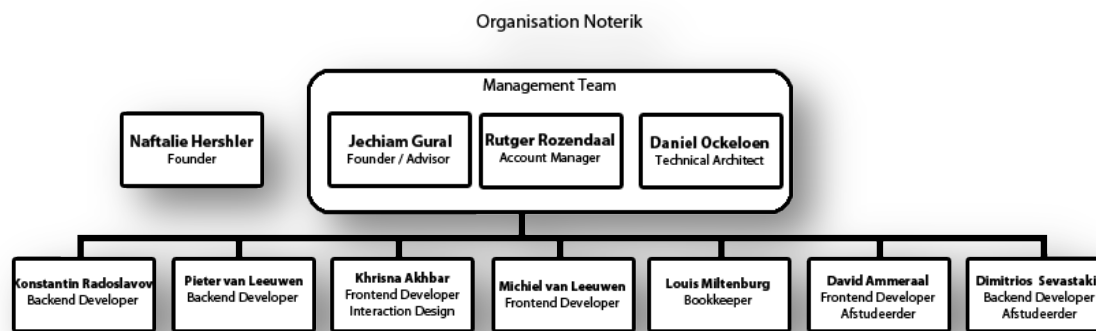 Organisation Noterik
Management Team
Naftalie Hershler
Founder
Jechiam Gural
Founder / Advisor
Rutger Rozendaal
Account Manager
Daniel Ockeloen
Technical Architect
Konstantin Radoslavov
Backend Developer
Pieter van Leeuwen
Backend Developer
Khrisna Akhbar
Frontend Developer
Interaction Design
Michiel van Leeuwen
Frontend Developer
Louis Miltenburg
Bookkeeper
David Ammeraal
Frontend Developer
Afstudeerder
Dimitrios
Backend Developer
Afstudeerder